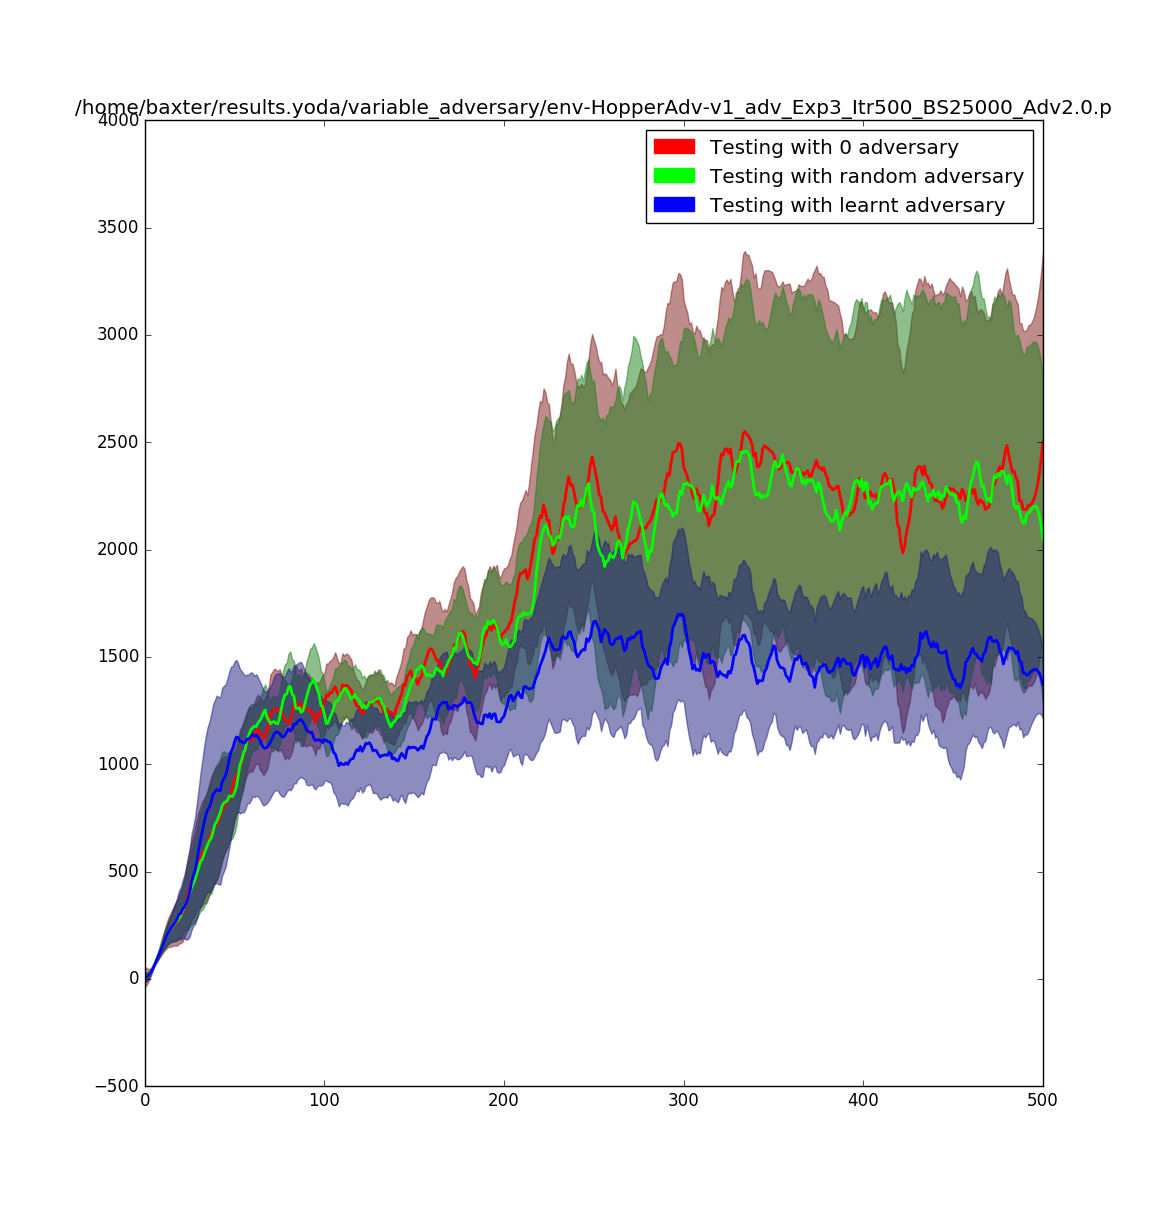 /home/baxter/results.yoda/variable_adversary/env-HopperAdv-v1_adv_Exp3_Itr500_BS25000_Adv2.0.p
4000
3500
3000
2500
2000
1500
1000
500
0
−500
Testing with 0 adversary
Testing with random adversary
Testing with learnt adversary
0 100 200 300 400 500